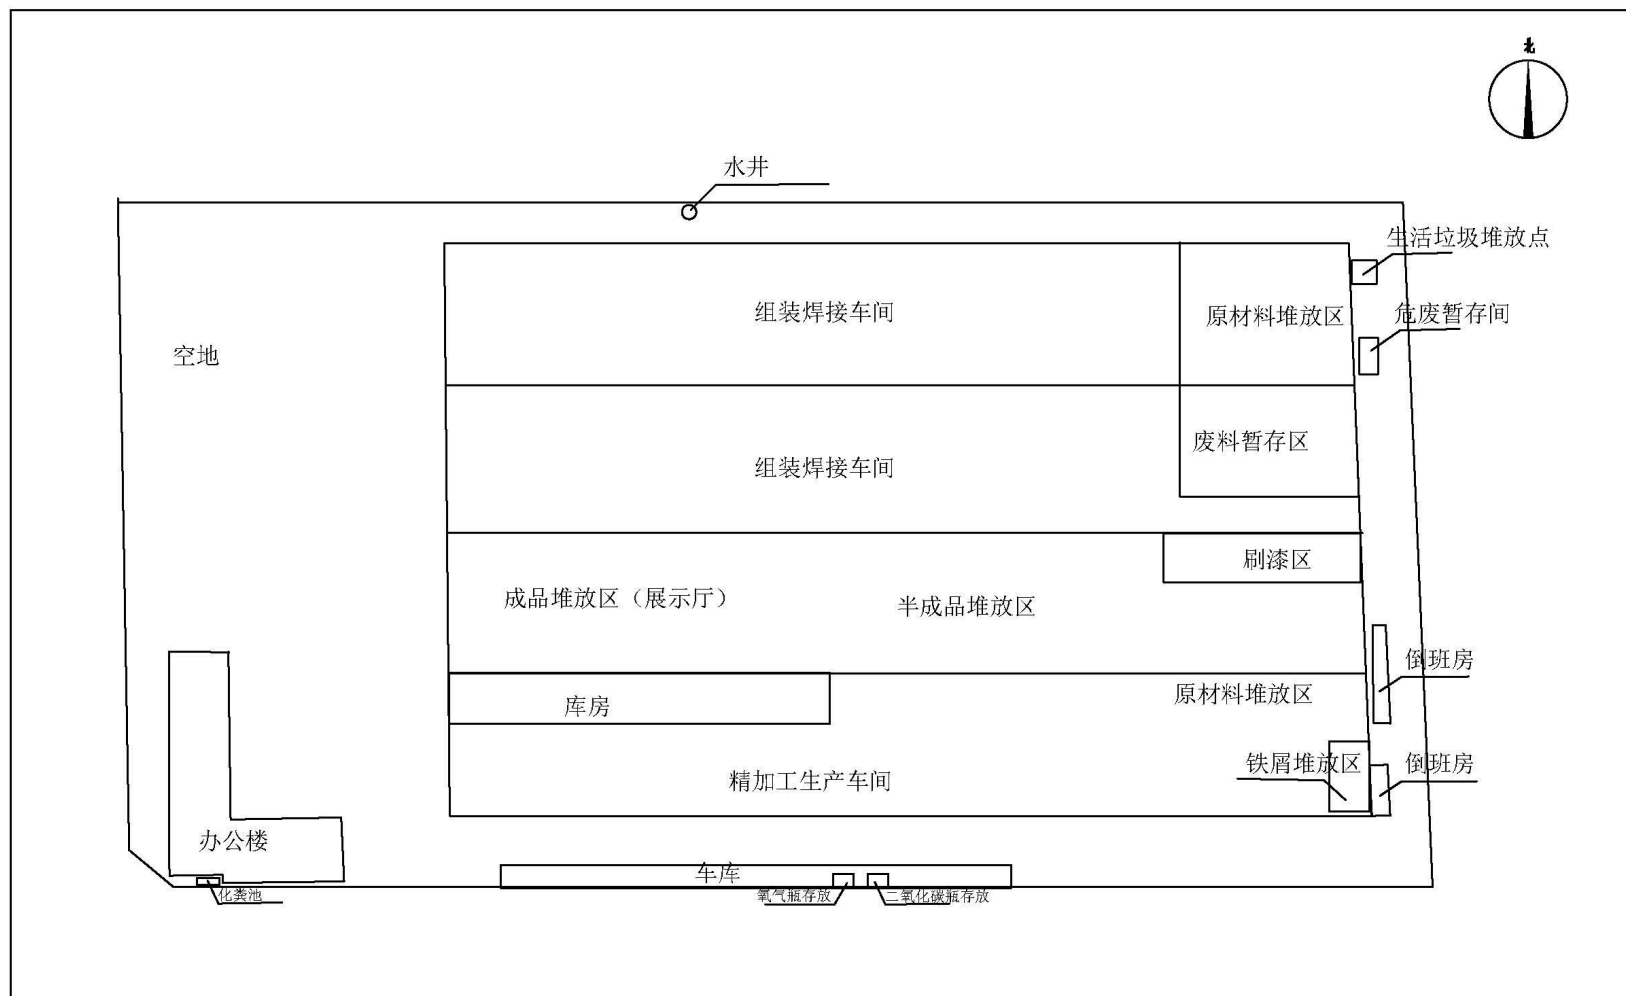 北
水井
生活垃圾堆放点
组装焊接车间
原材料堆放区
危废暂存间
空地
废料暂存区
组装焊接车间
刷漆区
成品堆放区（展示厅）
半成品堆放区
倒班房
原材料堆放区
库房
铁屑堆放区
倒班房
精加工生产车间
办公楼
车库
化粪池
氧气瓶存放
二氧化碳瓶存放